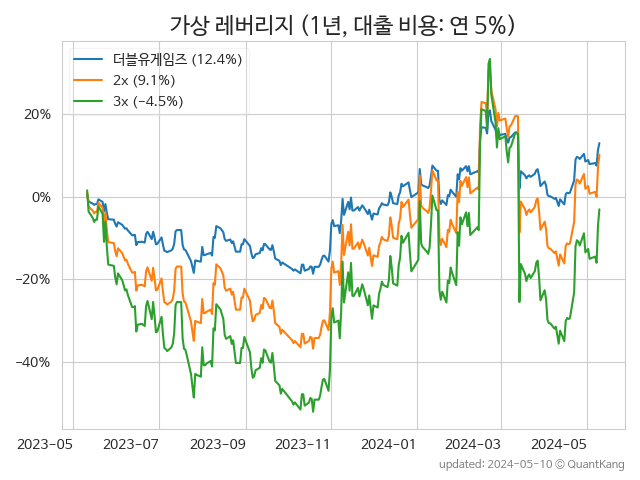 가상 레버리지 (1년, 대출 비용: 연 5%)
더블유게임즈 (12.4%)
2x (9.1%)
3x (−4.5%)
20%
0%
−20%
−40%
2023-05 2023-07 2023-09 2023-11 2024-01 2024-03 2024-05
updated: 2024-05-10 © QuantKang